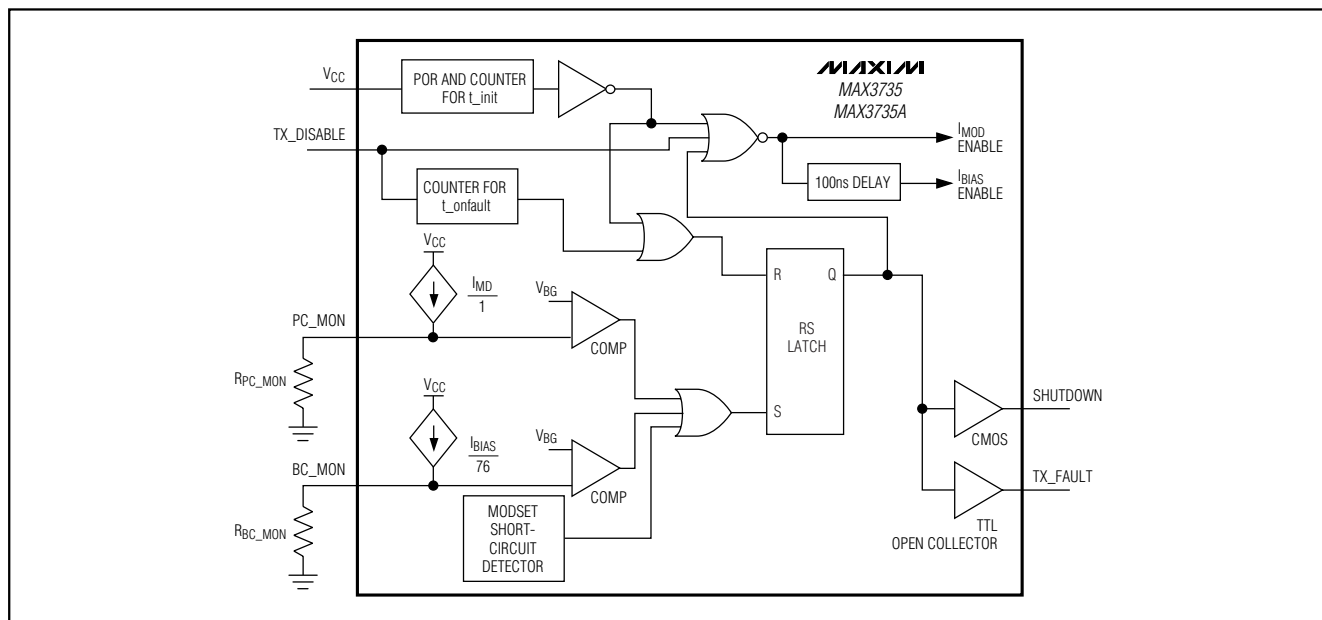 VCC
POR AND COUNTER
FOR t_init
MAXIM
MAX3735
MAX3735A
TX_DISABLE
IMOD
ENABLE
COUNTER FOR
t_onfault
100ns DELAY
IBIAS
ENABLE
VCC
IMD
1
VBG
R
Q
PC_MON
COMP
RS
LATCH
RPC_MON
VCC
S
SHUTDOWN
CMOS
IBIAS
76
VBG
BC_MON
COMP
TX_FAULT
RBC_MON
MODSET
SHORT-
CIRCUIT
DETECTOR
TTL
OPEN COLLECTOR